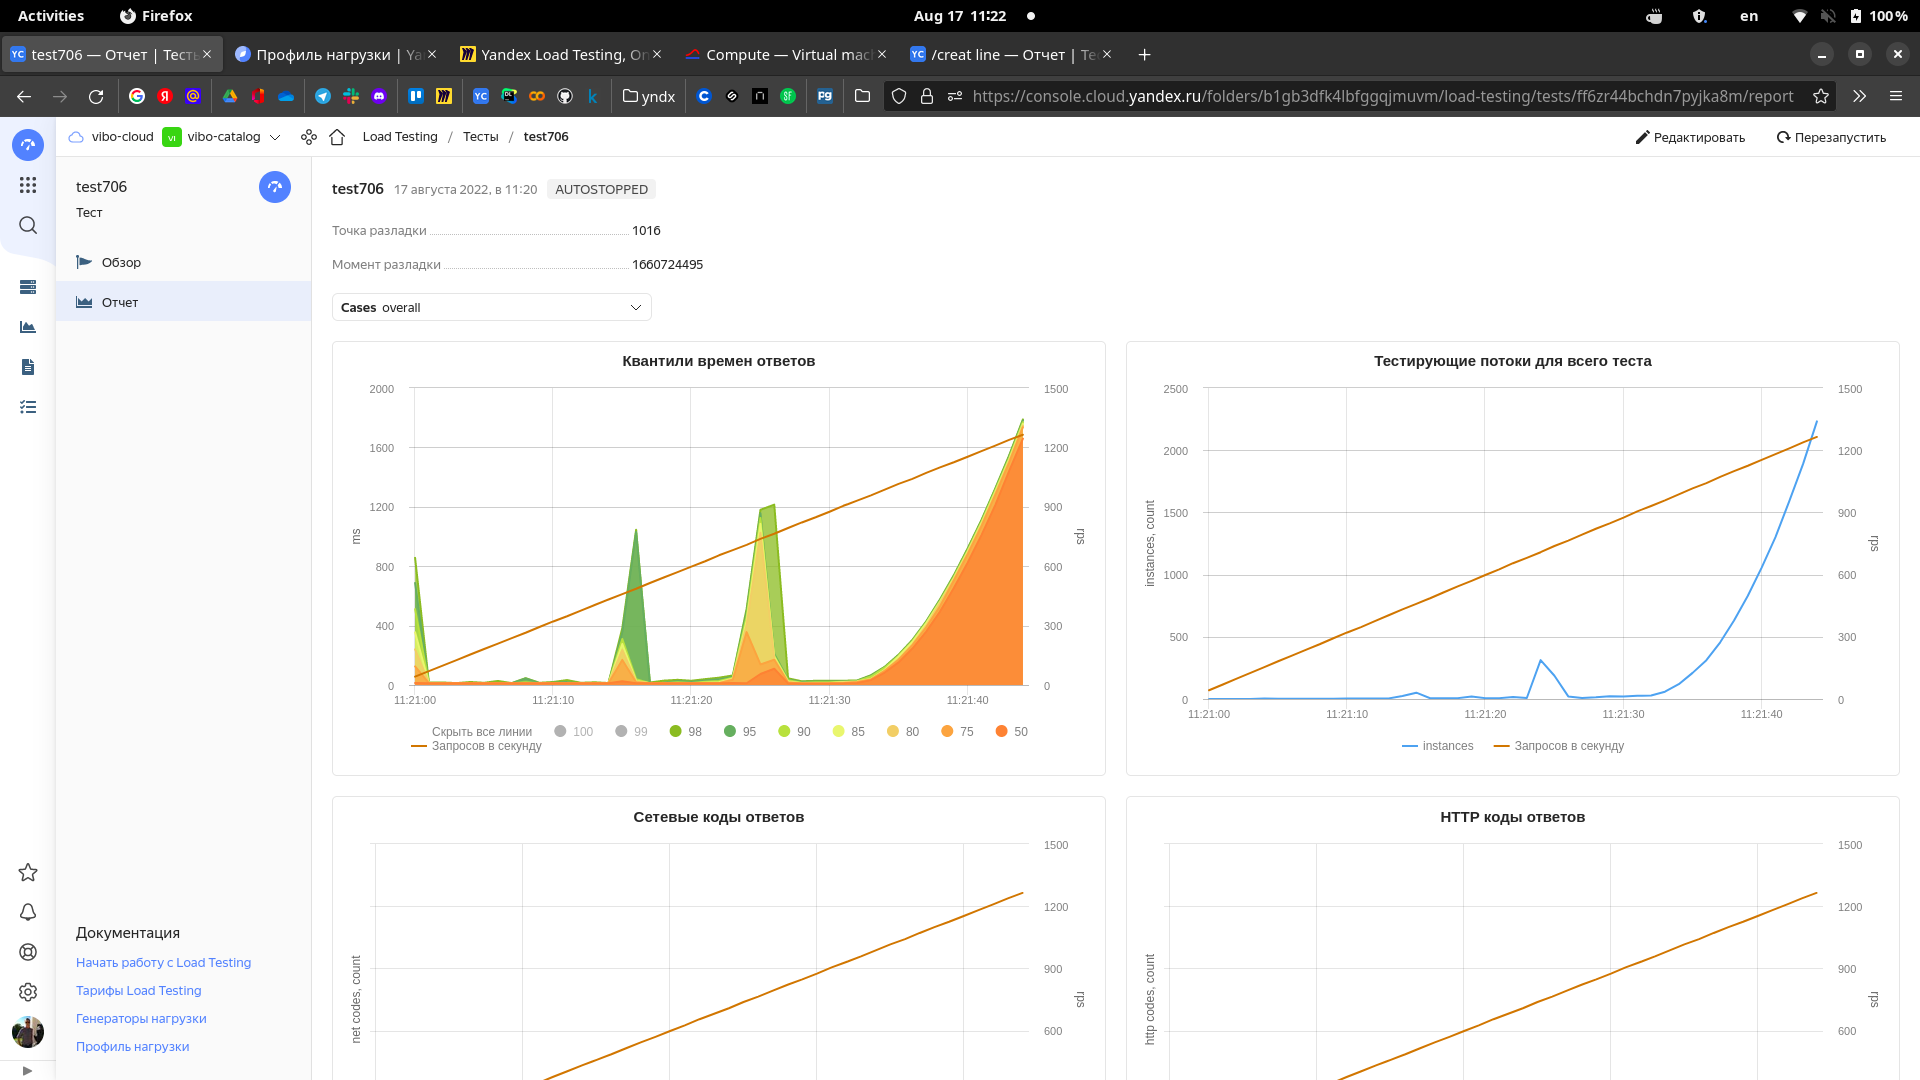 Activities
Firefox
Aug 17 11:22
en
100 %
test706 — Отчет | Тесть
Профиль нагрузки | Ya
Yandex Load Testing, On
Compute — Virtual mac
/creat line — Отчет | Te
yndx
https://console.cloud.yandex.ru/folders/b1gb3dfk4lbfggqjmuvm/load-testing/tests/ff6zr44bchdn7pyjka8m/report
vibo-cloud
vibo-catalog
Load Testing / Тесты / test706
Редактировать
Перезапустить
test706
Тест
Обзор
Отчет
Документация
Начать работу с Load Testing
Тарифы Load Testing
Генераторы нагрузки
Профиль нагрузки
test706 17 августа 2022, в 11:20 AUTOSTOPPED
Точка разладки 1016
Момент разладки 1660724495
Cases overall
Квантили времен ответов
2000
1600
1200
800
400
0
ms
1500
1200
900
600
300
0
rps
11:21:00 11:21:10 11:21:20 11:21:30 11:21:40
Скрыть все линии 100 99 98 95 90 85 80 75 50
Запросов в секунду
Тестирующие потоки для всего теста
2500
2000
1500
1000
500
0
instances, count
1500
1200
900
600
300
0
rps
11:21:00 11:21:10 11:21:20 11:21:30 11:21:40
instances Запросов в секунду
Сетевые коды ответов
net codes, count
1500
1200
900
600
rps
HTTP коды ответов
http codes, count
1500
1200
900
600
rps